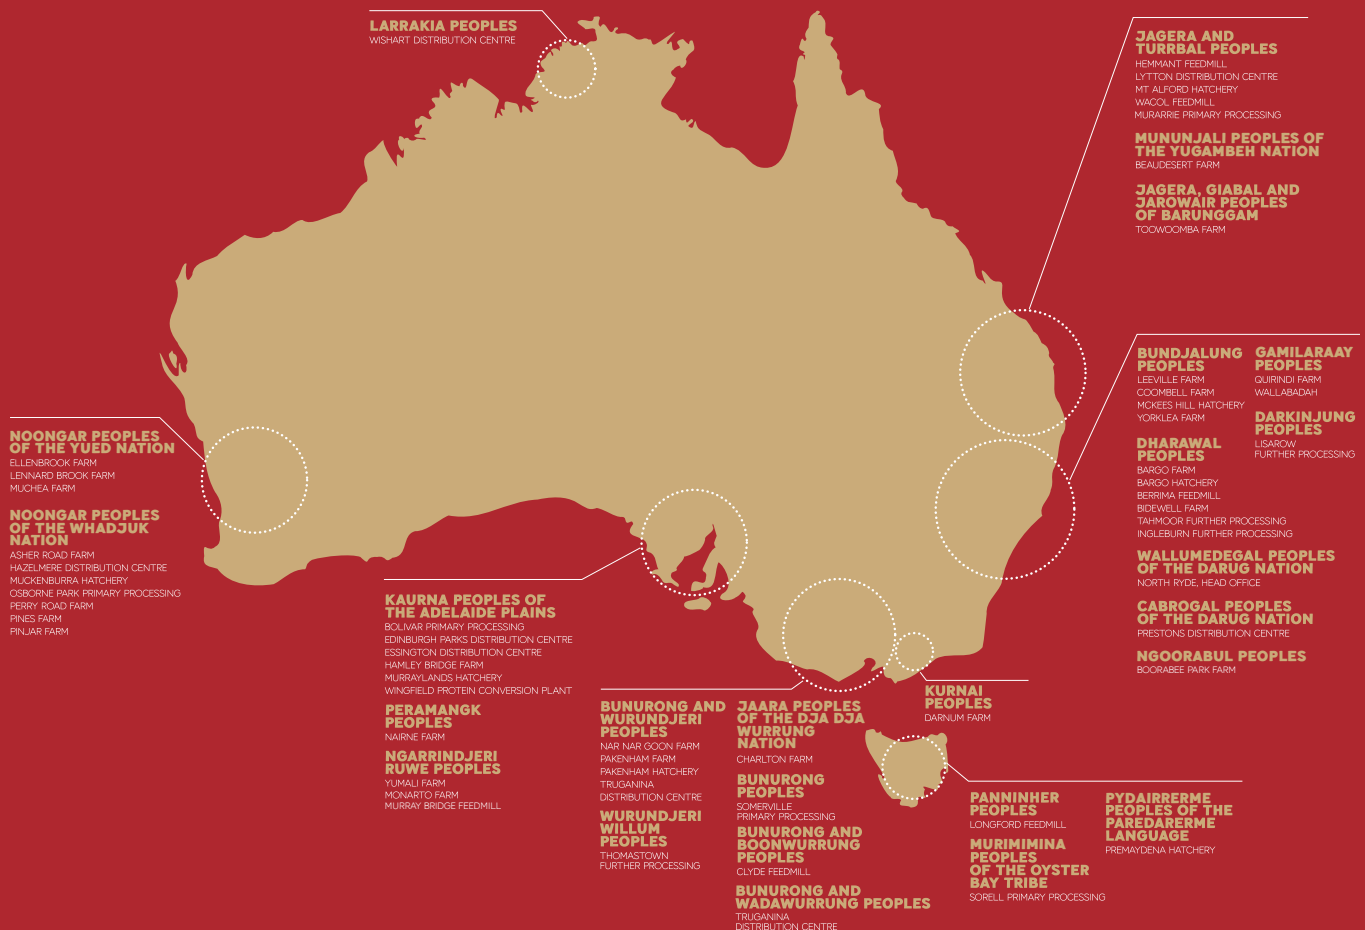 LARRAKIA PEOPLES
WISHART DISTRIBUTION CENTRE
JAGERA AND
TURRBAL PEOPLES
HEMMANT FEEDMILL
LYTTON DISTRIBUTION CENTRE
MT ALFORD HATCHERY
WACOL FEEDMILL
MURARRIE PRIMARY PROCESSING
MUNUNJALI PEOPLES OF
THE YUGAMBEH NATION
BEAUDESERT FARM
JAGERA, GIABAL AND
JAROWAIR PEOPLES
OF BARUNGGAM
TOOWOOMBA FARM
BUNDJALUNG
PEOPLES
LEEVILLE FARM
COOMBELL FARM
MCKEES HILL HATCHERY
YORKLEA FARM
GAMILARAAY
PEOPLES
QUIRINDI FARM
WALLABADAH
DARKINJUNG
PEOPLES
LISAROW
FURTHER PROCESSING
DHARAWAL
PEOPLES
BARGO FARM
BARGO HATCHERY
BERRIMA FEEDMILL
BIDEWELL FARM
TAHMOOR FURTHER PROCESSING
INGLEBURN FURTHER PROCESSING
WALLUMEDEGAL PEOPLES
OF THE DARUG NATION
NORTH RYDE, HEAD OFFICE
CABROGAL PEOPLES
OF THE DARUG NATION
PRESTONS DISTRIBUTION CENTRE
NGOORABUL PEOPLES
BOORABEE PARK FARM
NOONGAR PEOPLES
OF THE YUED NATION
ELLENBROOK FARM
LENNARD BROOK FARM
MUCHEA FARM
NOONGAR PEOPLES
OF THE WHADJUK
NATION
ASHER ROAD FARM
HAZELMERE DISTRIBUTION CENTRE
MUCKENBURRA HATCHERY
OSBORNE PARK PRIMARY PROCESSING
PERRY ROAD FARM
PINES FARM
PINJAR FARM
KAURNA PEOPLES OF
THE ADELAIDE PLAINS
BOLIVAR PRIMARY PROCESSING
EDINBURGH PARKS DISTRIBUTION CENTRE
ESSINGTON DISTRIBUTION CENTRE
HAMLEY BRIDGE FARM
MURRAYLANDS HATCHERY
WINGFIELD PROTEIN CONVERSION PLANT
PERAMANGK
PEOPLES
NAIRNE FARM
NGARRINDJERI
RUWE PEOPLES
YUMALI FARM
MONARTO FARM
MURRAY BRIDGE FEEDMILL
BUNURONG AND
WURUNDJERI
PEOPLES
NAR NAR GOON FARM
PAKENHAM FARM
PAKENHAM HATCHERY
TRUGANINA
DISTRIBUTION CENTRE
WURUNDJERI
WILLUM
PEOPLES
THOMASTOWN
FURTHER PROCESSING
JAARA PEOPLES
OF THE DJA DJA
WURRUNG
NATION
CHARLTON FARM
BUNURONG
PEOPLES
SOMERVILLE
PRIMARY PROCESSING
BUNURONG AND
BOONWURRUNG
PEOPLES
CLYDE FEEDMILL
BUNURONG AND
WADAWURRUNG PEOPLES
TRUGANINA
DISTRIBUTION CENTRE
KURNAI
PEOPLES
DARNUM FARM
PANNINHER
PEOPLES
LONGFORD FEEDMILL
MURIMIMINA
PEOPLES
OF THE OYSTER
BAY TRIBE
SORELL PRIMARY PROCESSING
PYDAIRRERME
PEOPLES OF THE
PAREDARERME
LANGUAGE
PREMAYDENA HATCHERY